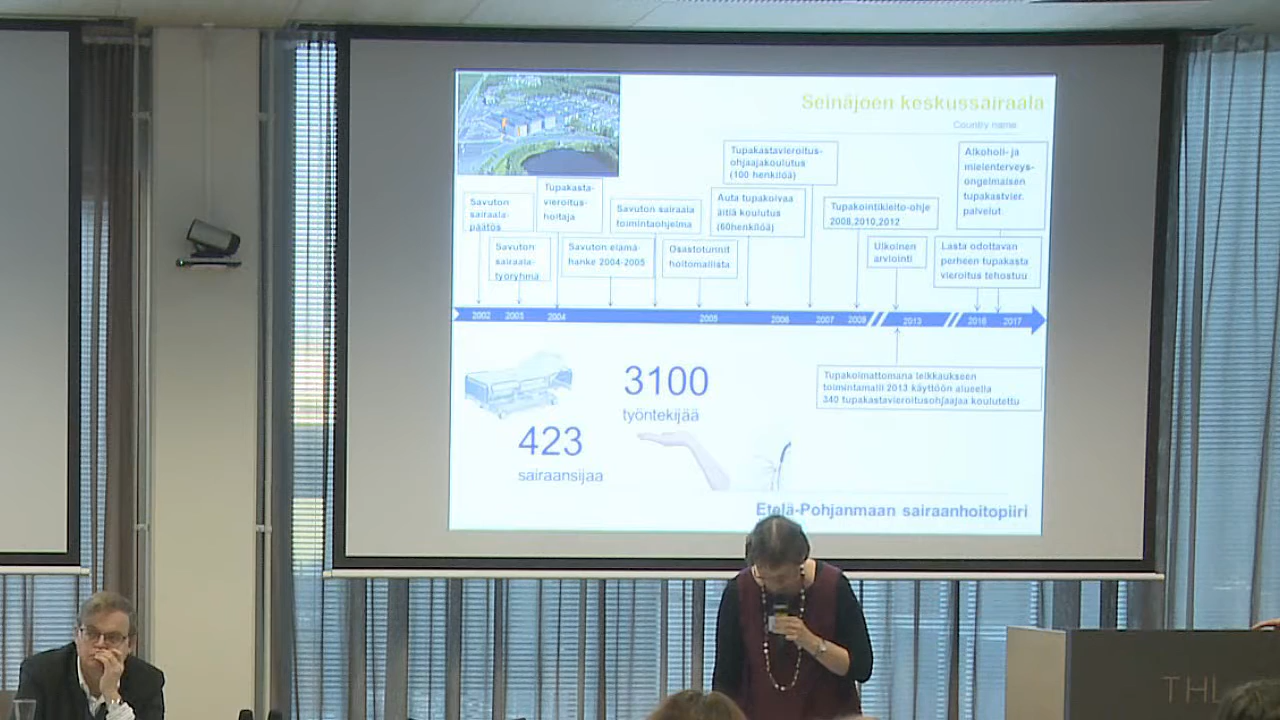 Seinäjoen keskussairaala
Country name
Tupakastavieroitus-
ohjaajakoulutus
(100 henkilöä)
Alkoholi- ja
mielenterveys-
ongelmaisen
tupakastvier.
palvelut
Tupakasta-
vieroitus-
hoitaja
Savuton
sairaala-
päätös
Savuton sairaala
toimintaohjelma
Auta tupakoivaa
äitiä koulutus
(60henkilöä)
Tupakointikielto-ohje
2008,2010,2012
Savuton
sairaala-
työryhmä
Savuton elämä-
hanke 2004-2005
Osastotunnit
hoitomallista
Ulkoinen
arviointi
Lasta odottavan
perheen tupakasta
vieroitus tehostuu
2002 2003 2004 2005 2006 2007 2008 2013 2016 2017
Tupakoimattomana leikkaukseen
toimintamalli 2013 käyttöön alueella
340 tupakastavieroitusohjaajaa koulutettu
3100
työntekijää
423
sairaansijaa
Etelä-Pohjanmaan sairaanhoitopiiri
THL